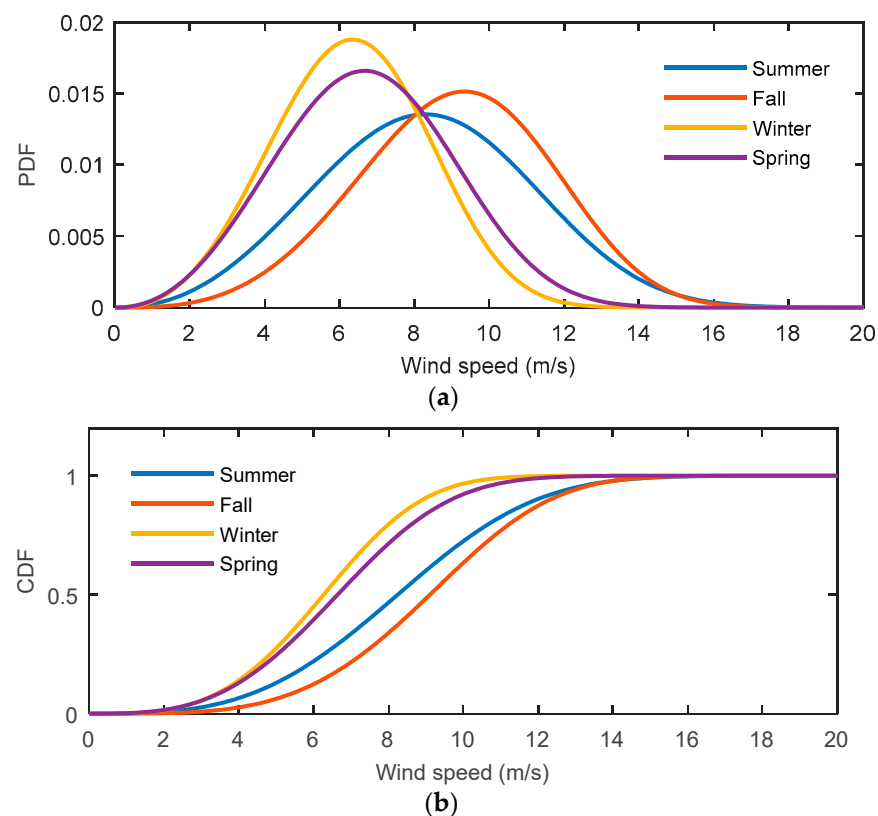 0.02
0.015
0.01
0.005
0
PDF
Summer
Fall
Winter
Spring
0 2 4 6 8 10 12 14 16 18 20
Wind speed (m/s)
(a)
1
0.5
0
CDF
Summer
Fall
Winter
Spring
0 2 4 6 8 10 12 14 16 18 20
Wind speed (m/s)
(b)